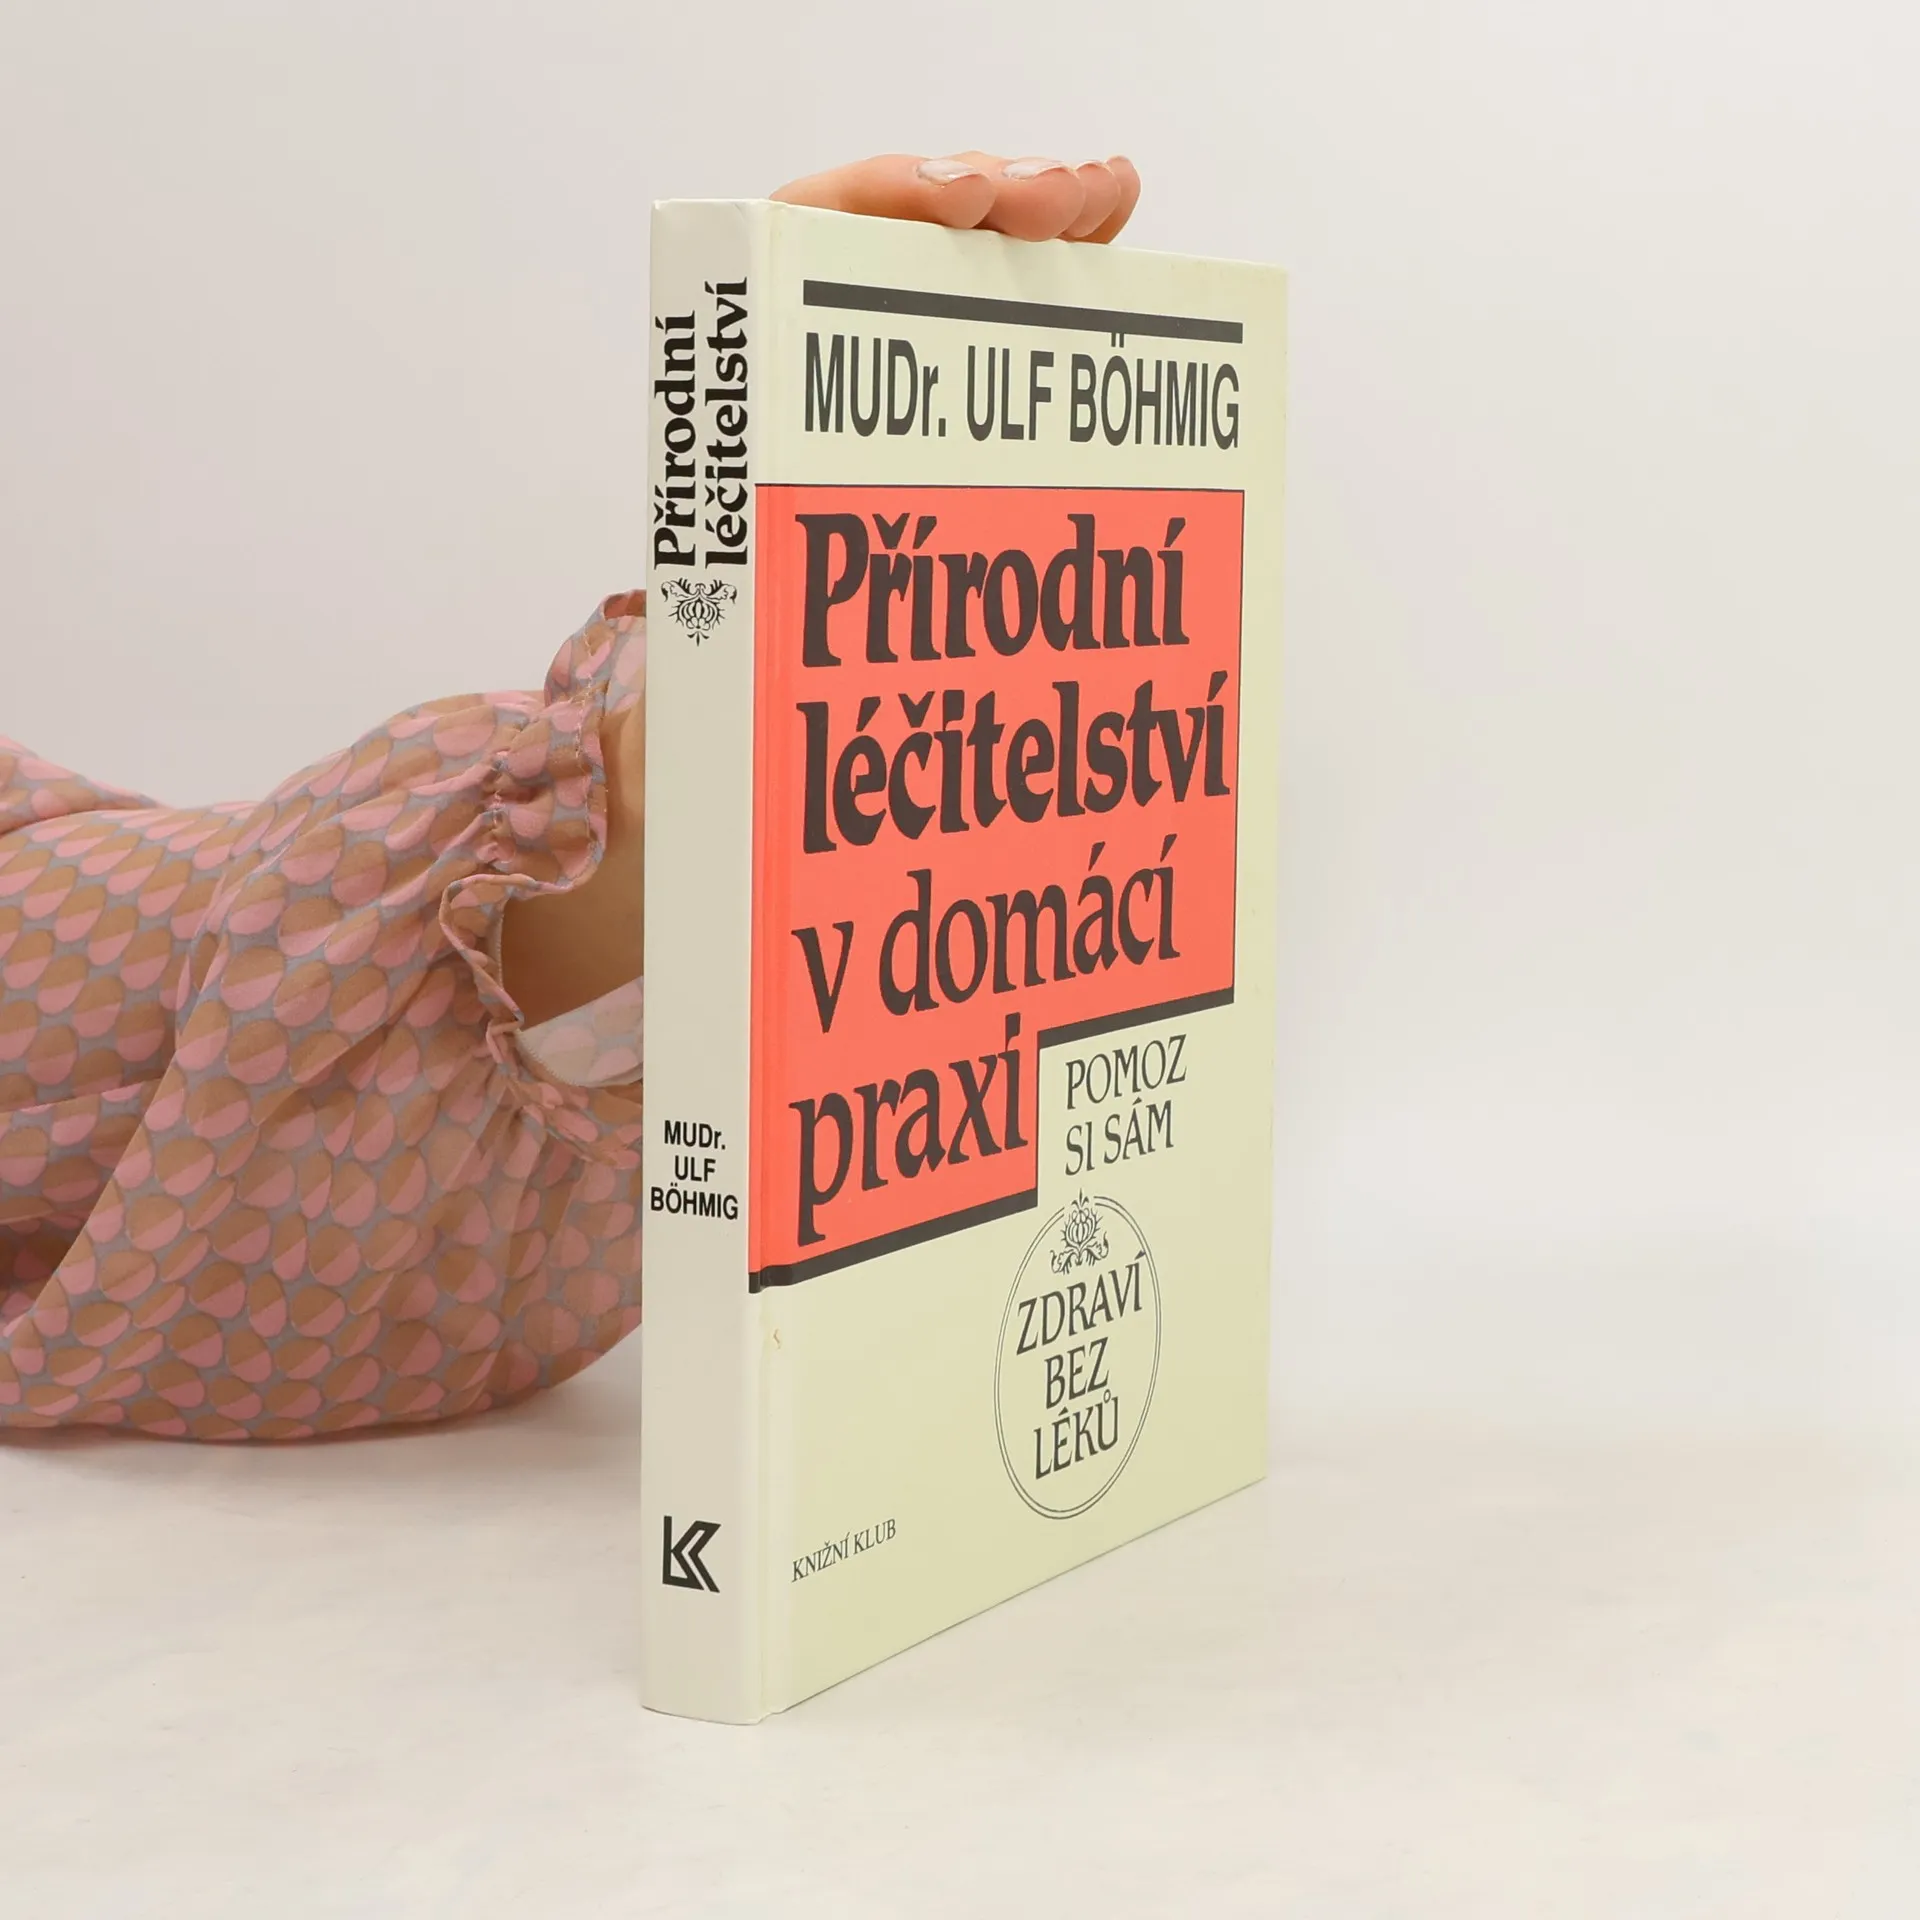 Přírodní
léčitelství
MUDr.
ULF
BÖHMIG
MUDr. ULF BÖHMIG
Přírodní
léčitelství
v domácí
praxi
POMOZ
SI SÁM
ZDRAVÍ
BEZ
LÉKŮ
KNIŽNÍ KLUB